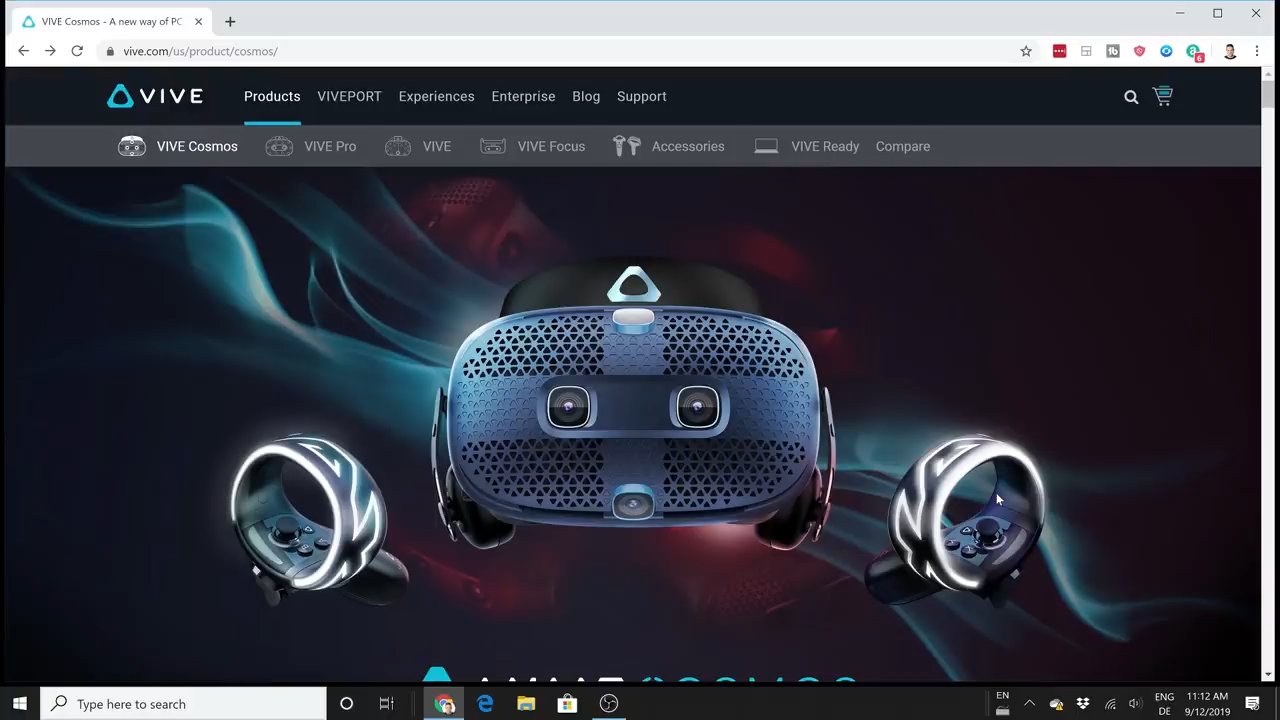 VIVE Cosmos - A new way of PC
vive.com/us/product/cosmos/
6
VIVE
Products VIVEPORT Experiences Enterprise Blog Support
VIVE Cosmos VIVE Pro VIVE VIVE Focus Accessories VIVE Ready Compare
Type here to search
EN
ENG
DE
11:12 AM
9/12/2019